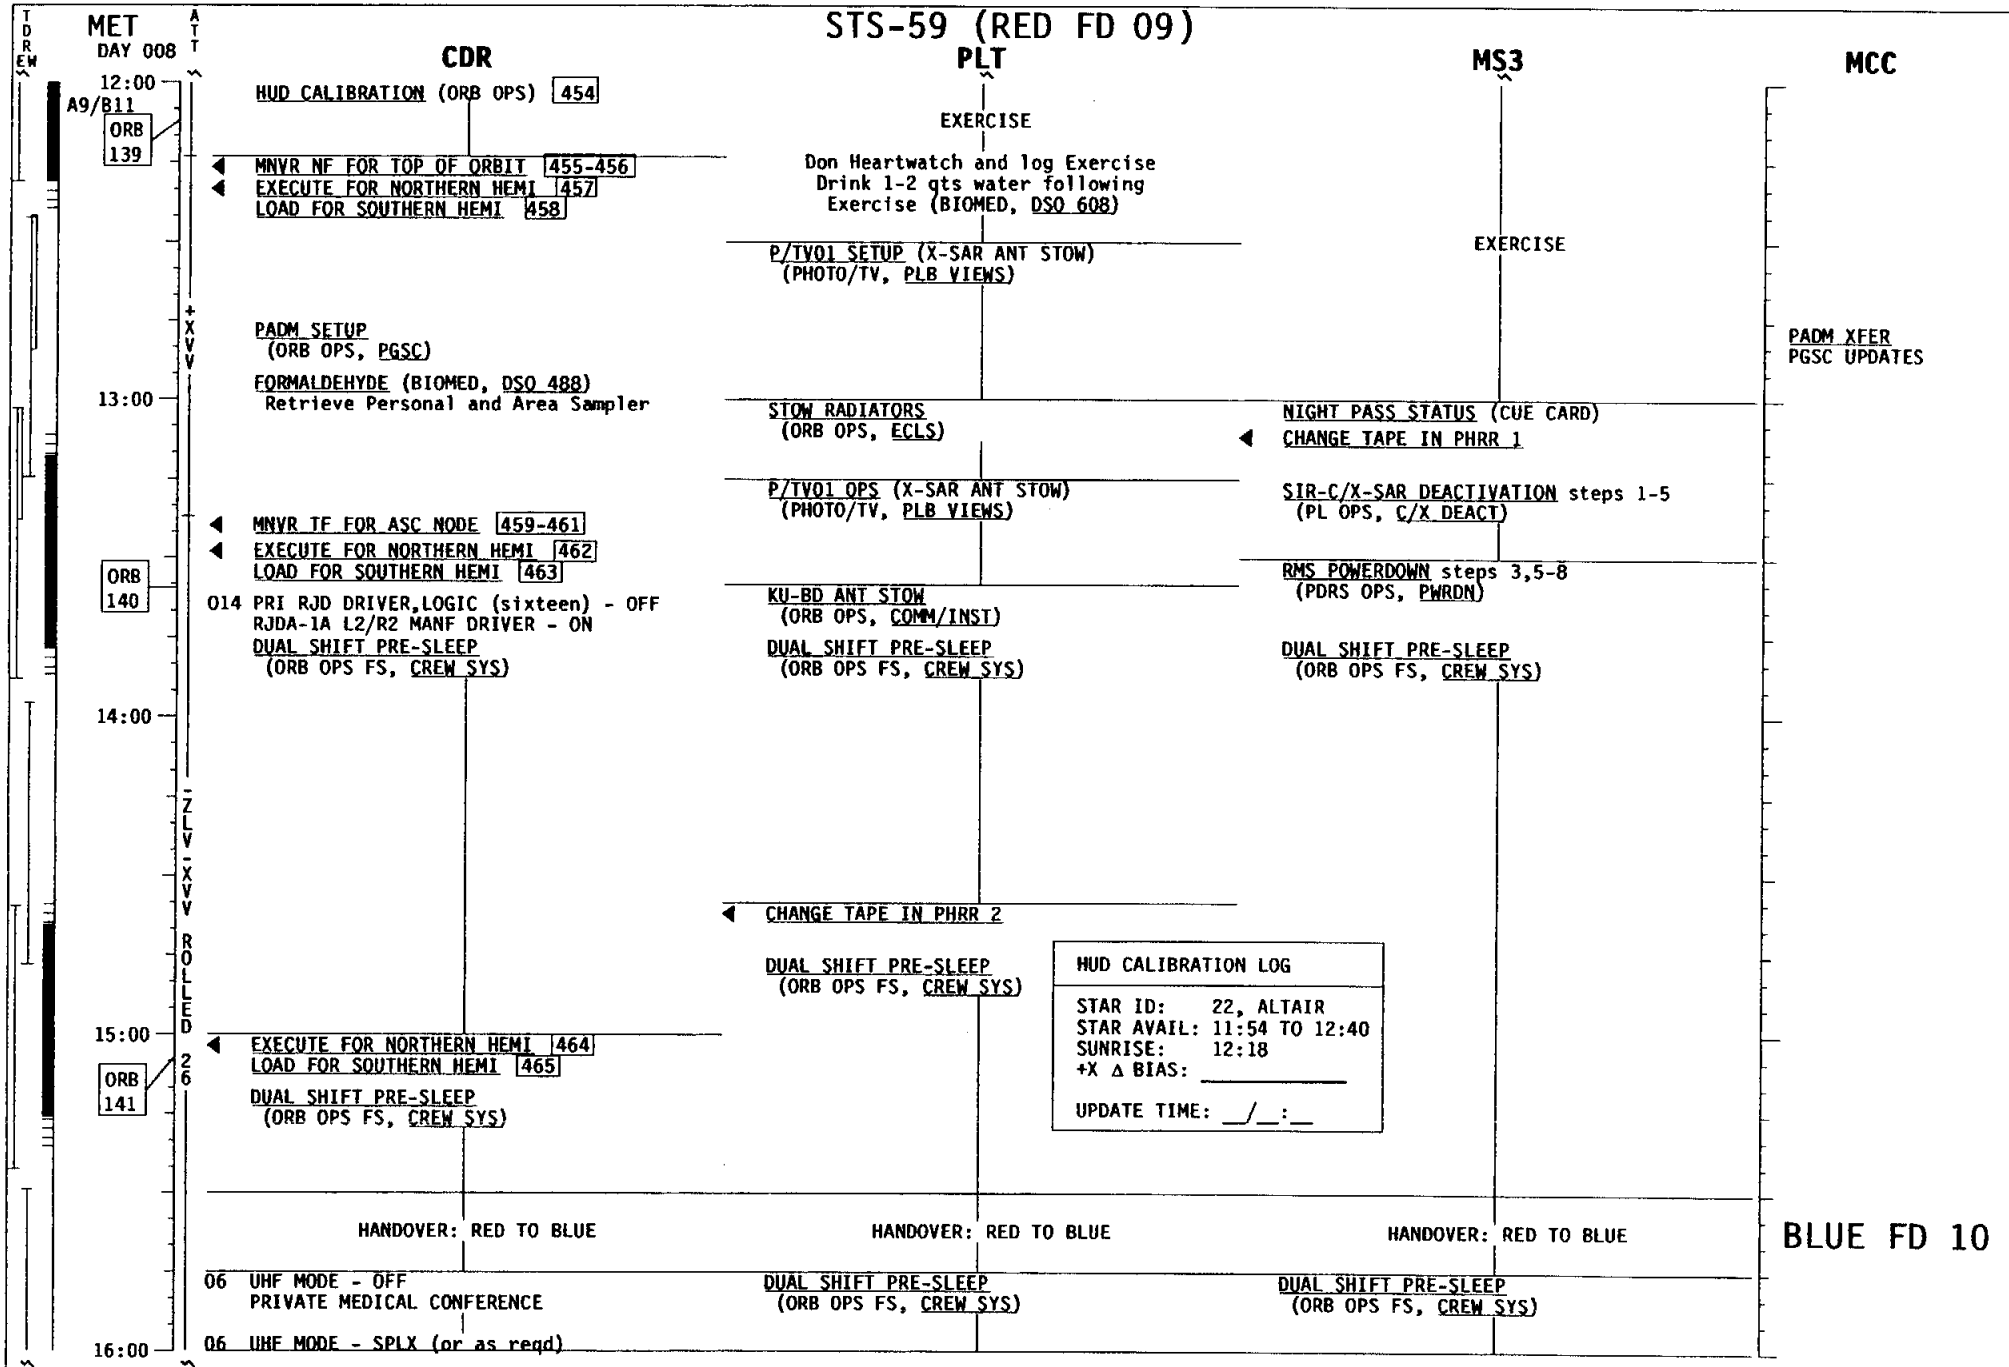 STS-59 (RED FD 09)
TDREW
MET
DAY 008
ATT
CDR
PLT
MS3
MCC
12:00
A9/B11
ORB
139
HUD CALIBRATION (ORB OPS) 454
MNVR NF FOR TOP OF ORBIT 455-456
EXECUTE FOR NORTHERN HEMI 457
LOAD FOR SOUTHERN HEMI 458
+XVV
PADM SETUP
(ORB OPS, PGSC)
FORMALDEHYDE (BIOMED, DSO 488)
Retrieve Personal and Area Sampler
13:00
MNVR TF FOR ASC NODE 459-461
EXECUTE FOR NORTHERN HEMI 462
LOAD FOR SOUTHERN HEMI 463
ORB
140
014 PRI RJD DRIVER,LOGIC (sixteen) - OFF
RJDA-1A L2/R2 MANF DRIVER - ON
DUAL SHIFT PRE-SLEEP
(ORB OPS FS, CREW SYS)
14:00
-ZLV -XVV ROLLED 26
15:00
EXECUTE FOR NORTHERN HEMI 464
LOAD FOR SOUTHERN HEMI 465
ORB
141
DUAL SHIFT PRE-SLEEP
(ORB OPS FS, CREW SYS)
HANDOVER: RED TO BLUE
06 UHF MODE - OFF
PRIVATE MEDICAL CONFERENCE
16:00
06 UHF MODE - SPLX (or as reqd)
EXERCISE
Don Heartwatch and log Exercise
Drink 1-2 qts water following
Exercise (BIOMED, DSO 608)
P/TV01 SETUP (X-SAR ANT STOW)
(PHOTO/TV, PLB VIEWS)
STOW RADIATORS
(ORB OPS, ECLS)
P/TV01 OPS (X-SAR ANT STOW)
(PHOTO/TV, PLB VIEWS)
KU-BD ANT STOW
(ORB OPS, COMM/INST)
DUAL SHIFT PRE-SLEEP
(ORB OPS FS, CREW SYS)
CHANGE TAPE IN PHRR 2
DUAL SHIFT PRE-SLEEP
(ORB OPS FS, CREW SYS)
HUD CALIBRATION LOG
STAR ID: 22, ALTAIR
STAR AVAIL: 11:54 TO 12:40
SUNRISE: 12:18
+X Δ BIAS: ____________
UPDATE TIME: __/__:__
HANDOVER: RED TO BLUE
DUAL SHIFT PRE-SLEEP
(ORB OPS FS, CREW SYS)
EXERCISE
NIGHT PASS STATUS (CUE CARD)
CHANGE TAPE IN PHRR 1
SIR-C/X-SAR DEACTIVATION steps 1-5
(PL OPS, C/X DEACT)
RMS POWERDOWN steps 3,5-8
(PDRS OPS, PWRDN)
DUAL SHIFT PRE-SLEEP
(ORB OPS FS, CREW SYS)
HANDOVER: RED TO BLUE
DUAL SHIFT PRE-SLEEP
(ORB OPS FS, CREW SYS)
PADM XFER
PGSC UPDATES
BLUE FD 10